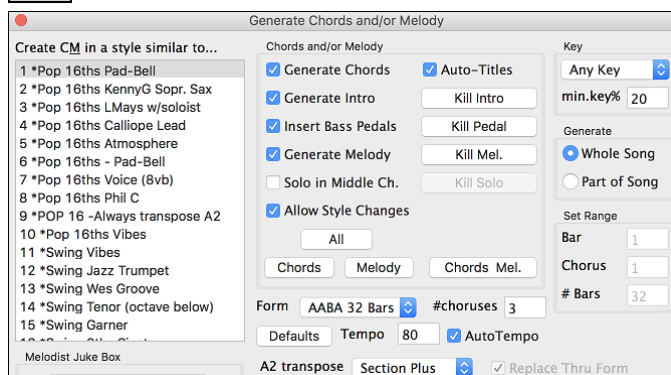 Generate Chords and/or Melody
Create CM in a style similar to...
1 *Pop 16ths Pad-Bell
2 *Pop 16ths KennyG Sopr. Sax
3 *Pop 16ths LMays w/soloist
4 *Pop 16ths Calliope Lead
5 *Pop 16ths Atmosphere
6 *Pop 16ths - Pad-Bell
7 *Pop 16ths Voice (8vb)
8 *Pop 16ths Phil C
9 *POP 16 -Always transpose A2
10 *Pop 16ths Vibes
11 *Swing Vibes
12 *Swing Jazz Trumpet
13 *Swing Wes Groove
14 *Swing Tenor (octave below)
15 *Swing Garner
Melodist Juke Box
Chords and/or Melody
Generate Chords Auto-Titles
Generate Intro Kill Intro
Insert Bass Pedals Kill Pedal
Generate Melody Kill Mel.
Solo in Middle Ch. Kill Solo
Allow Style Changes
All
Chords Melody Chords Mel.
Form AABA 32 Bars #choruses 3
Defaults Tempo 80 AutoTempo
A2 transpose Section Plus Replace Thru Form
Key
Any Key
min.key% 20
Generate
Whole Song
Part of Song
Set Range
Bar 1
Chorus 1
# Bars 32